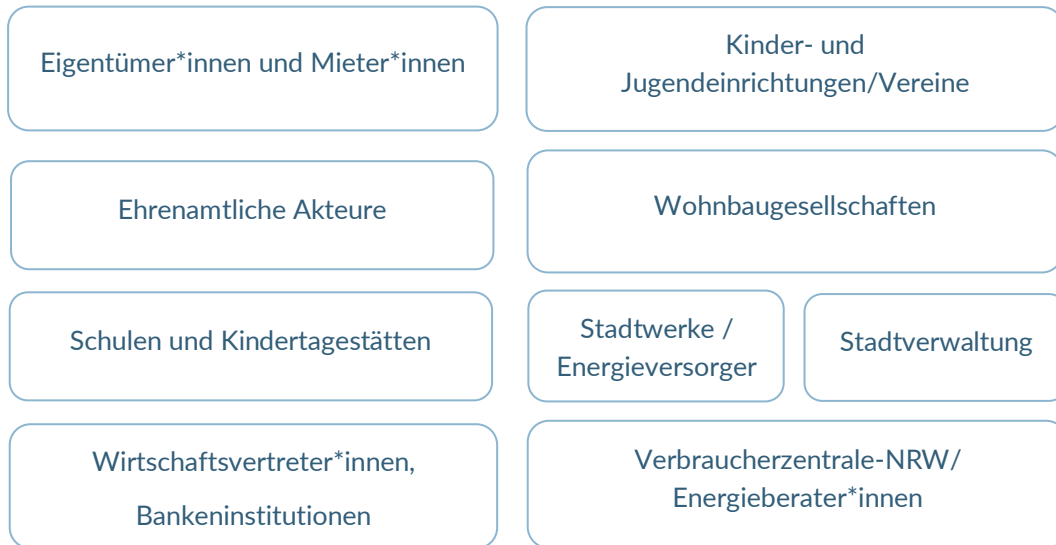 Eigentümer*innen und Mieter*innen
Kinder- und
Jugendeinrichtungen/Vereine
Ehrenamtliche Akteure
Wohnbaugesellschaften
Schulen und Kindertagestätten
Stadtwerke /
Energieversorger
Stadtverwaltung
Wirtschaftsvertreter*innen,
Bankeninstitutionen
Verbraucherzentrale-NRW/
Energieberater*innen